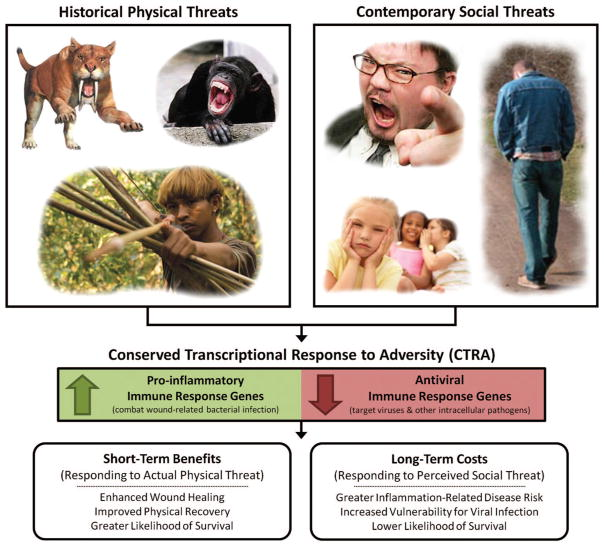 Historical Physical Threats
Contemporary Social Threats
Conserved Transcriptional Response to Adversity (CTRA)
Pro-inflammatory
Immune Response Genes
(combat wound-related bacterial infection)
Antiviral
Immune Response Genes
(target viruses & other intracellular pathogens)
Short-Term Benefits
(Responding to Actual Physical Threat)
Enhanced Wound Healing
Improved Physical Recovery
Greater Likelihood of Survival
Long-Term Costs
(Responding to Perceived Social Threat)
Greater Inflammation-Related Disease Risk
Increased Vulnerability for Viral Infection
Lower Likelihood of Survival